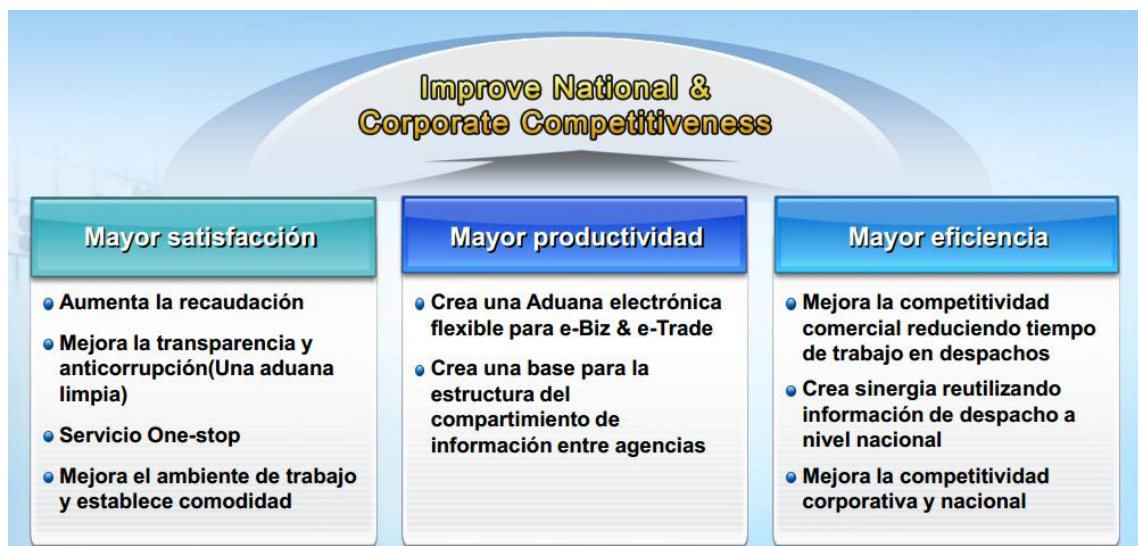 Improve National &
Corporate Competitiveness
Mayor satisfacción
Aumenta la recaudación
Mejora la transparencia y
anticorrupción(Una aduana
limpia)
Servicio One-stop
Mejora el ambiente de trabajo
y establece comodidad
Mayor productividad
Crea una Aduana electrónica
flexible para e-Biz & e-Trade
Crea una base para la
estructura del
compartimiento de
información entre agencias
Mayor eficiencia
Mejora la competitividad
comercial reduciendo tiempo
de trabajo en despachos
Crea sinergia reutilizando
información de despacho a
nivel nacional
Mejora la competitividad
corporativa y nacional